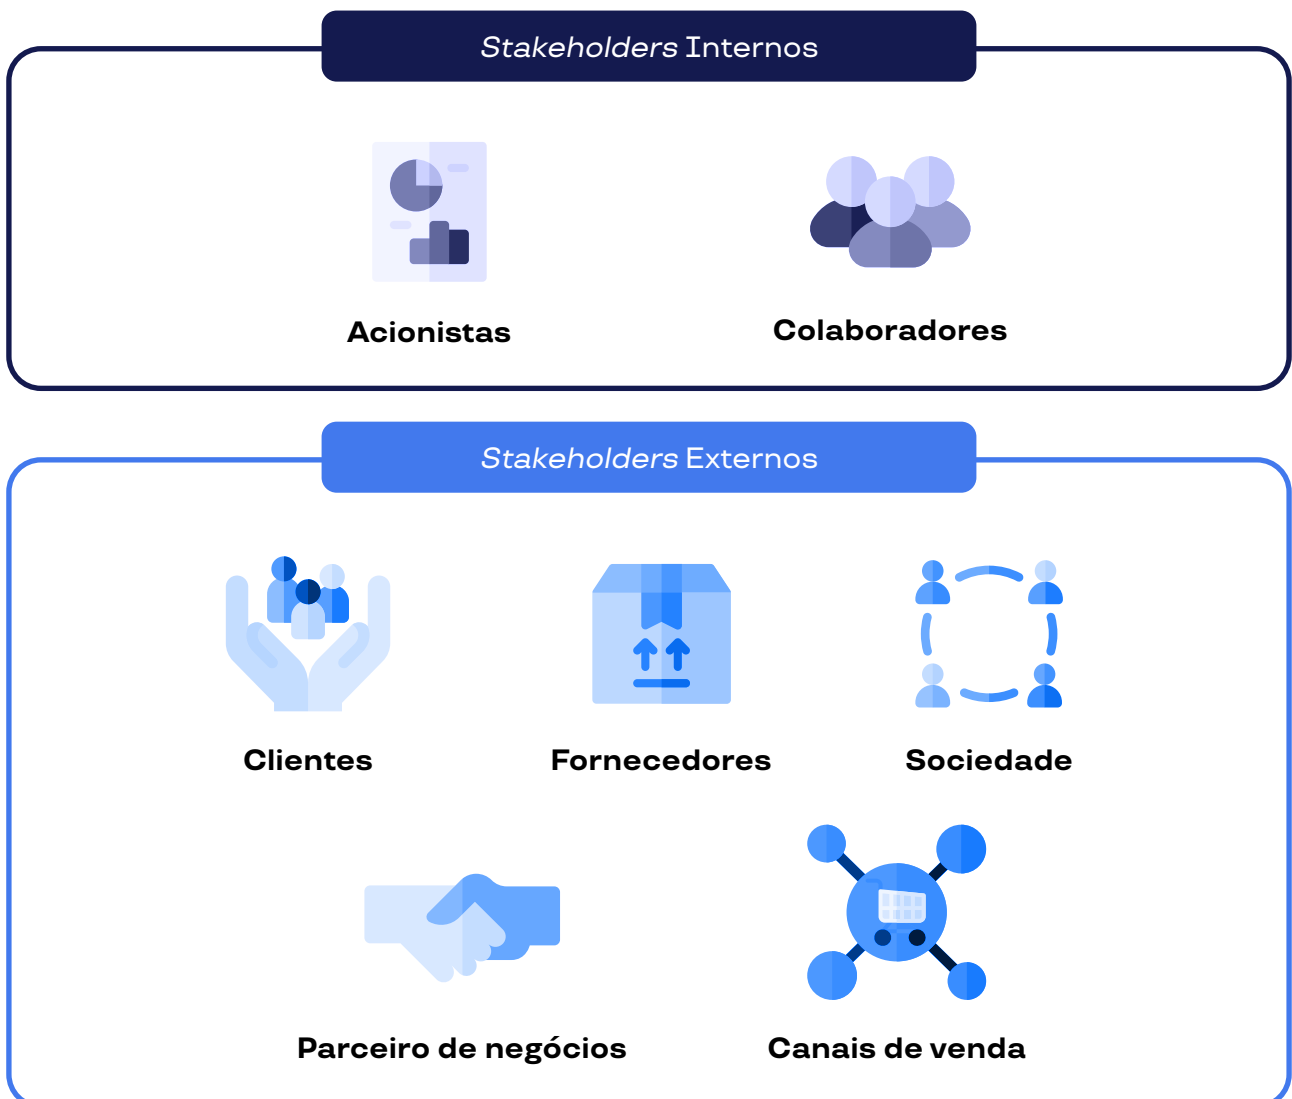 Stakeholders Internos
Acionistas
Colaboradores
Stakeholders Externos
Clientes
Fornecedores
Sociedade
Parceiro de negócios
Canais de venda